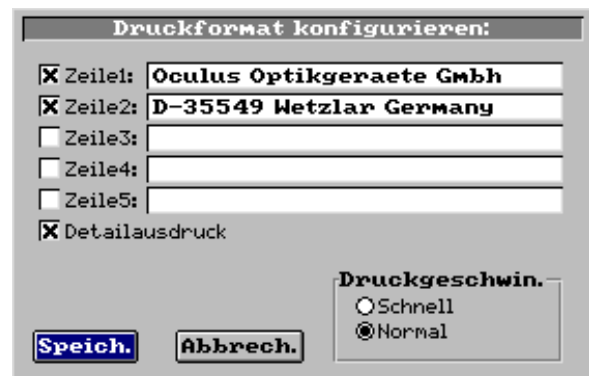 Druckformat konfigurieren:
Zeile1: Oculus Optikgeraete Gmbh
Zeile2: D-35549 Wetzlar Germany
Zeile3:
Zeile4:
Zeile5:
Detailausdruck
Druckgeschwin.
Schnell
Normal
Speich. Abbrech.